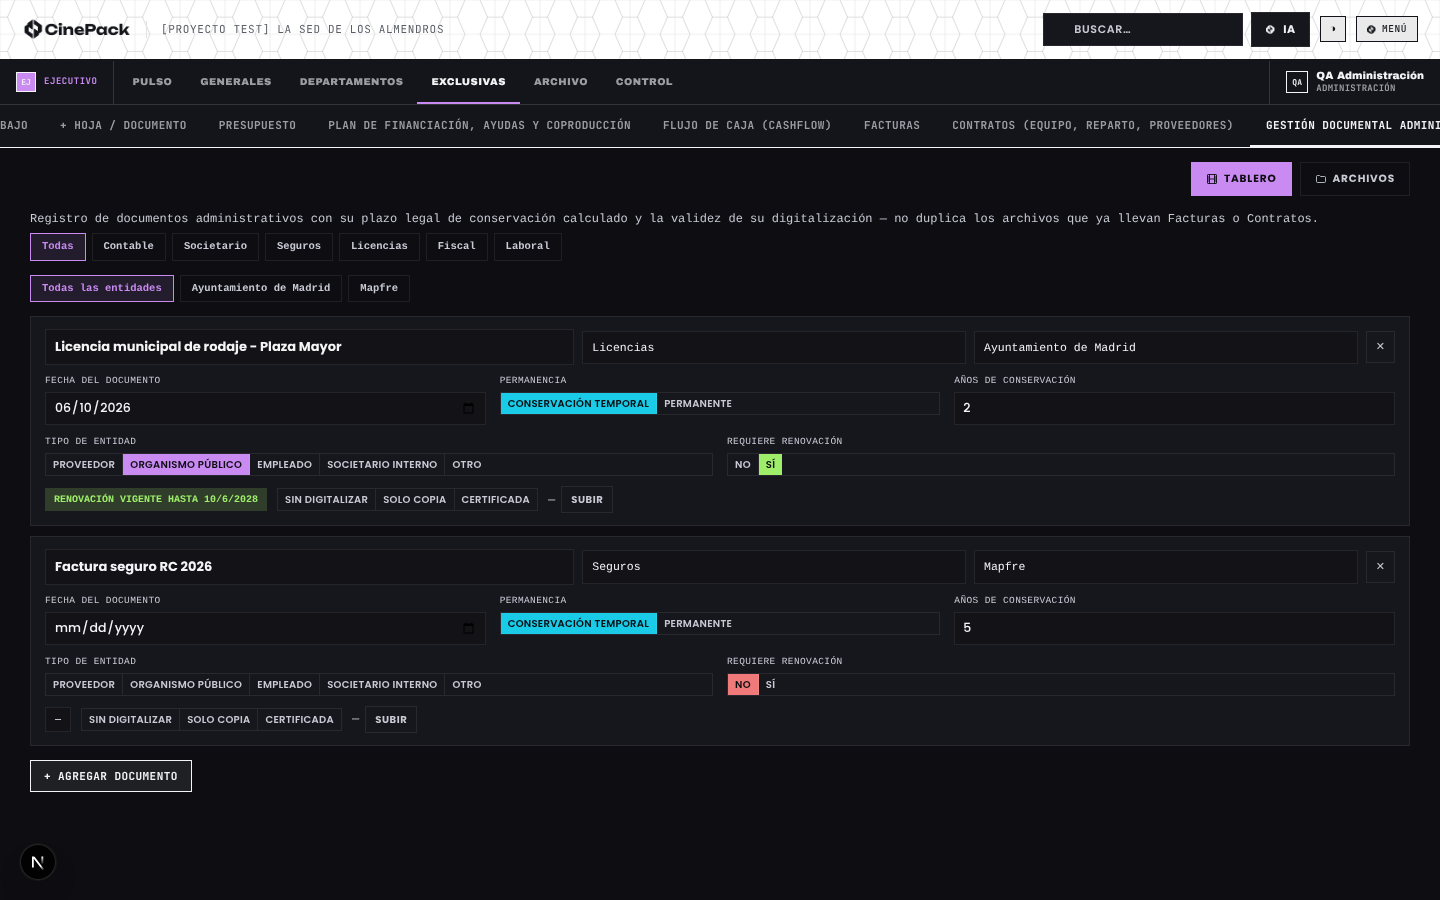 CinePack [PROYECTO TEST] LA SED DE LOS ALMENDROS BUSCAR… IA MENÚ
EJ EJECUTIVO PULSO GENERALES DEPARTAMENTOS EXCLUSIVAS ARCHIVO CONTROL QA QA Administración
ADMINISTRACIÓN
BAJO + HOJA / DOCUMENTO PRESUPUESTO PLAN DE FINANCIACIÓN, AYUDAS Y COPRODUCCIÓN FLUJO DE CAJA (CASHFLOW) FACTURAS CONTRATOS (EQUIPO, REPARTO, PROVEEDORES) GESTIÓN DOCUMENTAL ADMINI
TABLERO ARCHIVOS
Registro de documentos administrativos con su plazo legal de conservación calculado y la validez de su digitalización — no duplica los archivos que ya llevan Facturas o Contratos.
Todas Contable Societario Seguros Licencias Fiscal Laboral
Todas las entidades Ayuntamiento de Madrid Mapfre
Licencia municipal de rodaje - Plaza Mayor Licencias Ayuntamiento de Madrid ×
FECHA DEL DOCUMENTO PERMANENCIA AÑOS DE CONSERVACIÓN
06/10/2026 CONSERVACIÓN TEMPORAL PERMANENTE 2
TIPO DE ENTIDAD REQUIERE RENOVACIÓN
PROVEEDOR ORGANISMO PÚBLICO EMPLEADO SOCIETARIO INTERNO OTRO NO SÍ
RENOVACIÓN VIGENTE HASTA 10/6/2028 SIN DIGITALIZAR SOLO COPIA CERTIFICADA — SUBIR
Factura seguro RC 2026 Seguros Mapfre ×
FECHA DEL DOCUMENTO PERMANENCIA AÑOS DE CONSERVACIÓN
mm/dd/yyyy CONSERVACIÓN TEMPORAL PERMANENTE 5
TIPO DE ENTIDAD REQUIERE RENOVACIÓN
PROVEEDOR ORGANISMO PÚBLICO EMPLEADO SOCIETARIO INTERNO OTRO NO SÍ
— SIN DIGITALIZAR SOLO COPIA CERTIFICADA — SUBIR
+ AGREGAR DOCUMENTO
N